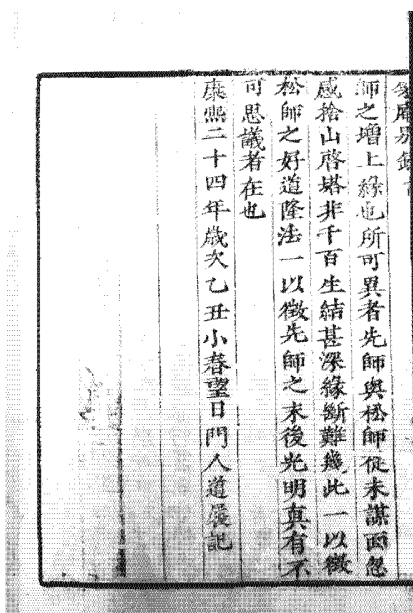 師之增上緣也所可異者先師與松師從未謀面忽
感捨山啓塔非千百生結甚深緣斷難幾此一以徵
松師之好道隆法一以徵先師之末後光明真有不
可思議者在也
康熙二十四年歲次乙丑小春望日門人道嚴記